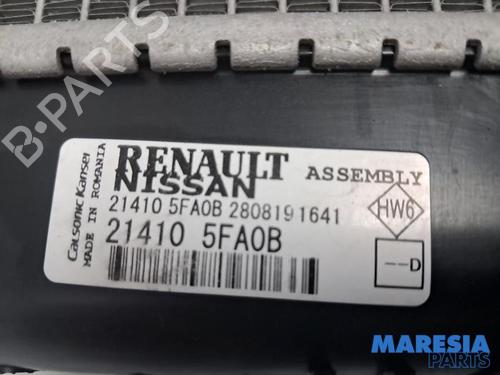 B-PARTS
Calsonic Kansei
MADE IN ROMANIA
RENAULT
NISSAN
ASSEMBLY
21410 5FA0B 2808191641
21410 5FA0B
HW6
--D
MARESIA
PARTS